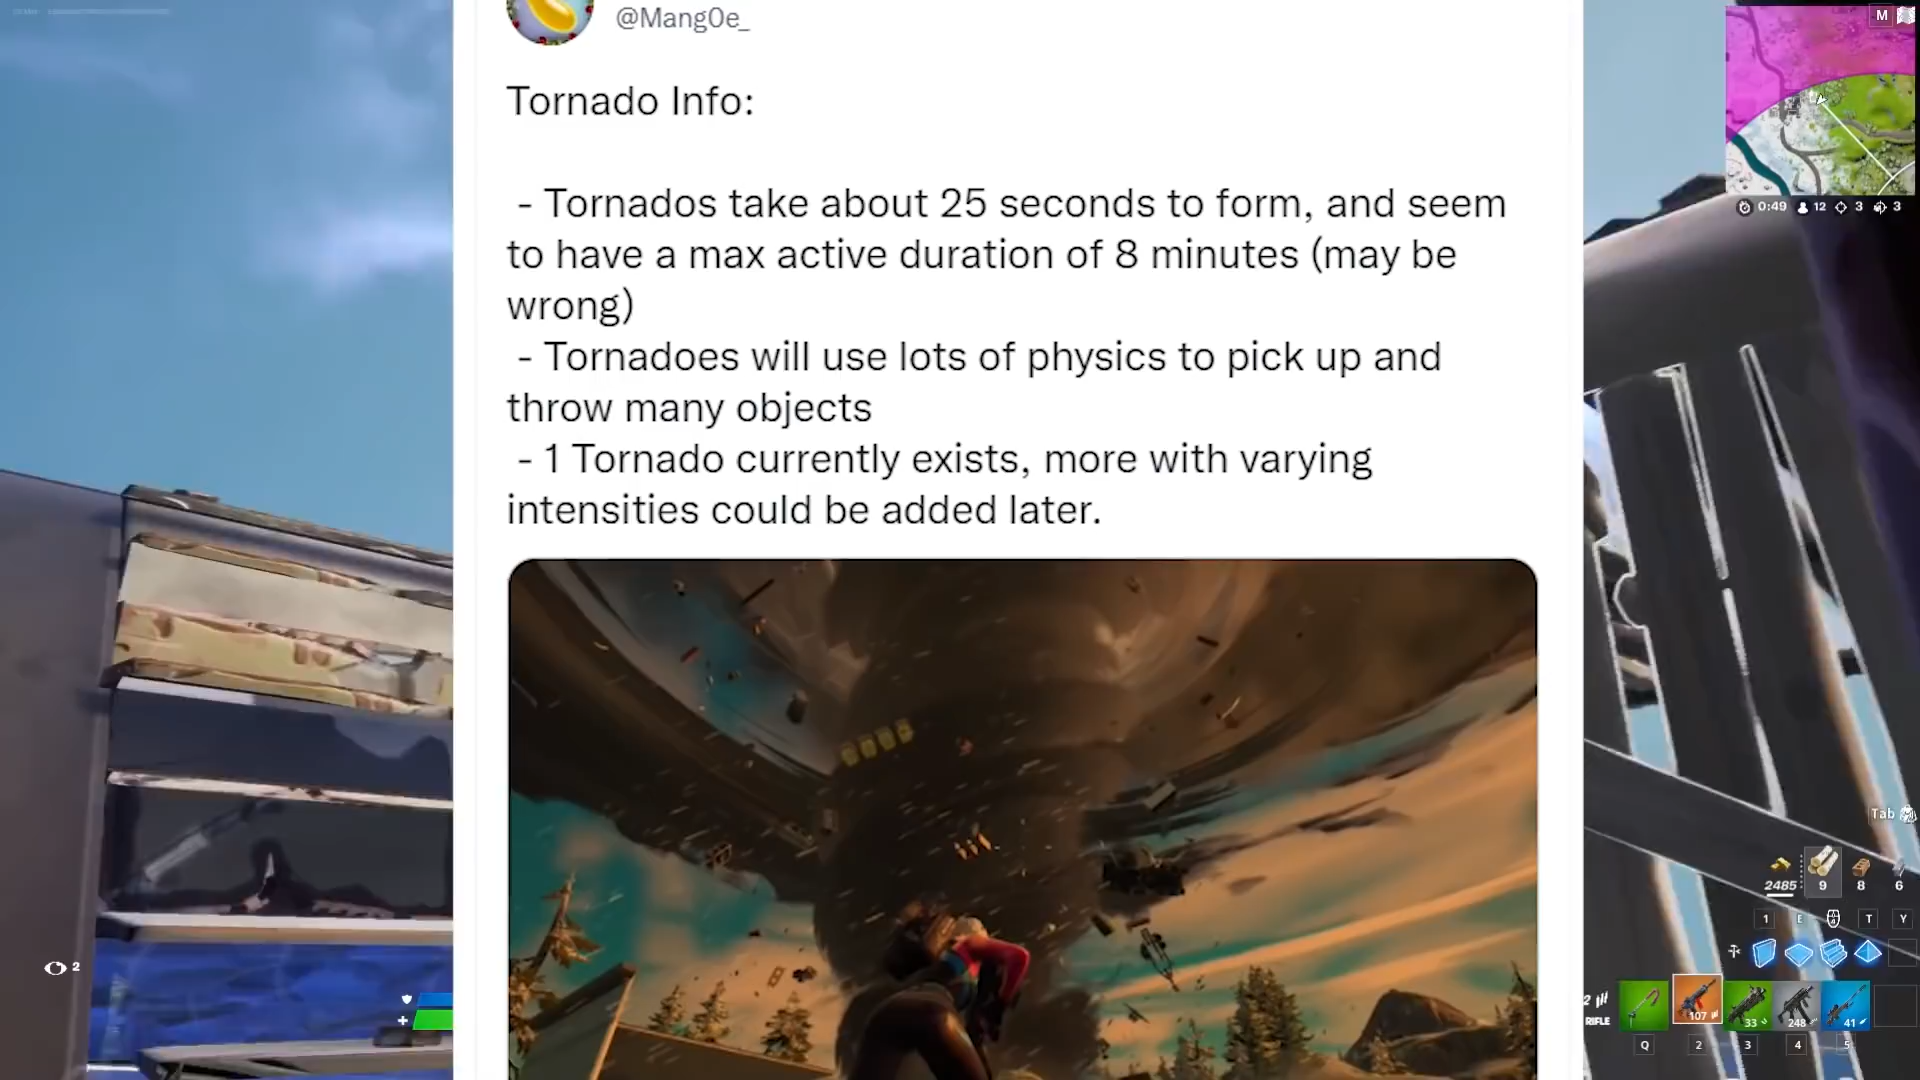 @Mang0e_
Tornado Info:
- Tornados take about 25 seconds to form, and seem
to have a max active duration of 8 minutes (may be
wrong)
- Tornadoes will use lots of physics to pick up and
throw many objects
- 1 Tornado currently exists, more with varying
intensities could be added later.
M
0:49 12 3 3
Tab
2485 9 8 6
1 E T Y
2
2
RIFLE
107 33 248 41
Q 2 3 4 5